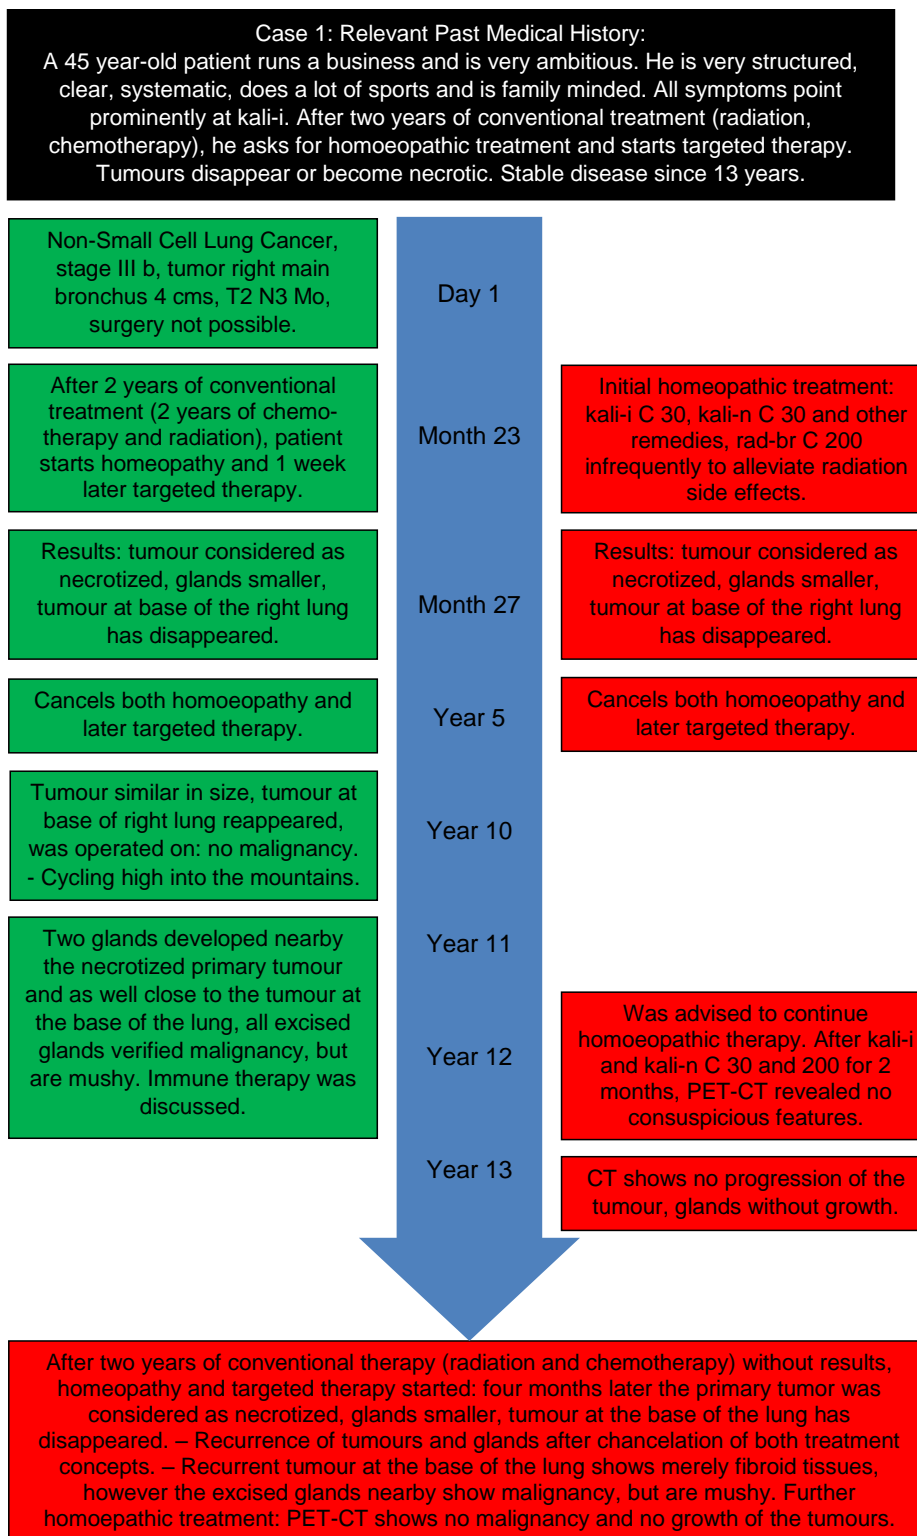 Case 1: Relevant Past Medical History:
A 45 year-old patient runs a business and is very ambitious. He is very structured,
clear, systematic, does a lot of sports and is family minded. All symptoms point
prominently at kali-i. After two years of conventional treatment (radiation,
chemotherapy), he asks for homoeopathic treatment and starts targeted therapy.
Tumours disappear or become necrotic. Stable disease since 13 years.
Non-Small Cell Lung Cancer,
stage III b, tumor right main
bronchus 4 cms, T2 N3 Mo,
surgery not possible.
Day 1
After 2 years of conventional
treatment (2 years of chemo-
therapy and radiation), patient
starts homeopathy and 1 week
later targeted therapy.
Month 23
Initial homeopathic treatment:
kali-i C 30, kali-n C 30 and other
remedies, rad-br C 200
infrequently to alleviate radiation
side effects.
Results: tumour considered as
necrotized, glands smaller,
tumour at base of the right lung
has disappeared.
Month 27
Results: tumour considered as
necrotized, glands smaller,
tumour at base of the right lung
has disappeared.
Cancels both homoeopathy and
later targeted therapy.
Year 5
Cancels both homoeopathy and
later targeted therapy.
Tumour similar in size, tumour at
base of right lung reappeared,
was operated on: no malignancy.
- Cycling high into the mountains.
Year 10
Two glands developed nearby
the necrotized primary tumour
and as well close to the tumour at
the base of the lung, all excised
glands verified malignancy, but
are mushy. Immune therapy was
discussed.
Year 11
Year 12
Was advised to continue
homoeopathic therapy. After kali-i
and kali-n C 30 and 200 for 2
months, PET-CT revealed no
consuspicious features.
Year 13
CT shows no progression of the
tumour, glands without growth.
After two years of conventional therapy (radiation and chemotherapy) without results,
homeopathy and targeted therapy started: four months later the primary tumor was
considered as necrotized, glands smaller, tumour at the base of the lung has
disappeared. – Recurrence of tumours and glands after chancelation of both treatment
concepts. – Recurrent tumour at the base of the lung shows merely fibroid tissues,
however the excised glands nearby show malignancy, but are mushy. Further
homoepathic treatment: PET-CT shows no malignancy and no growth of the tumours.